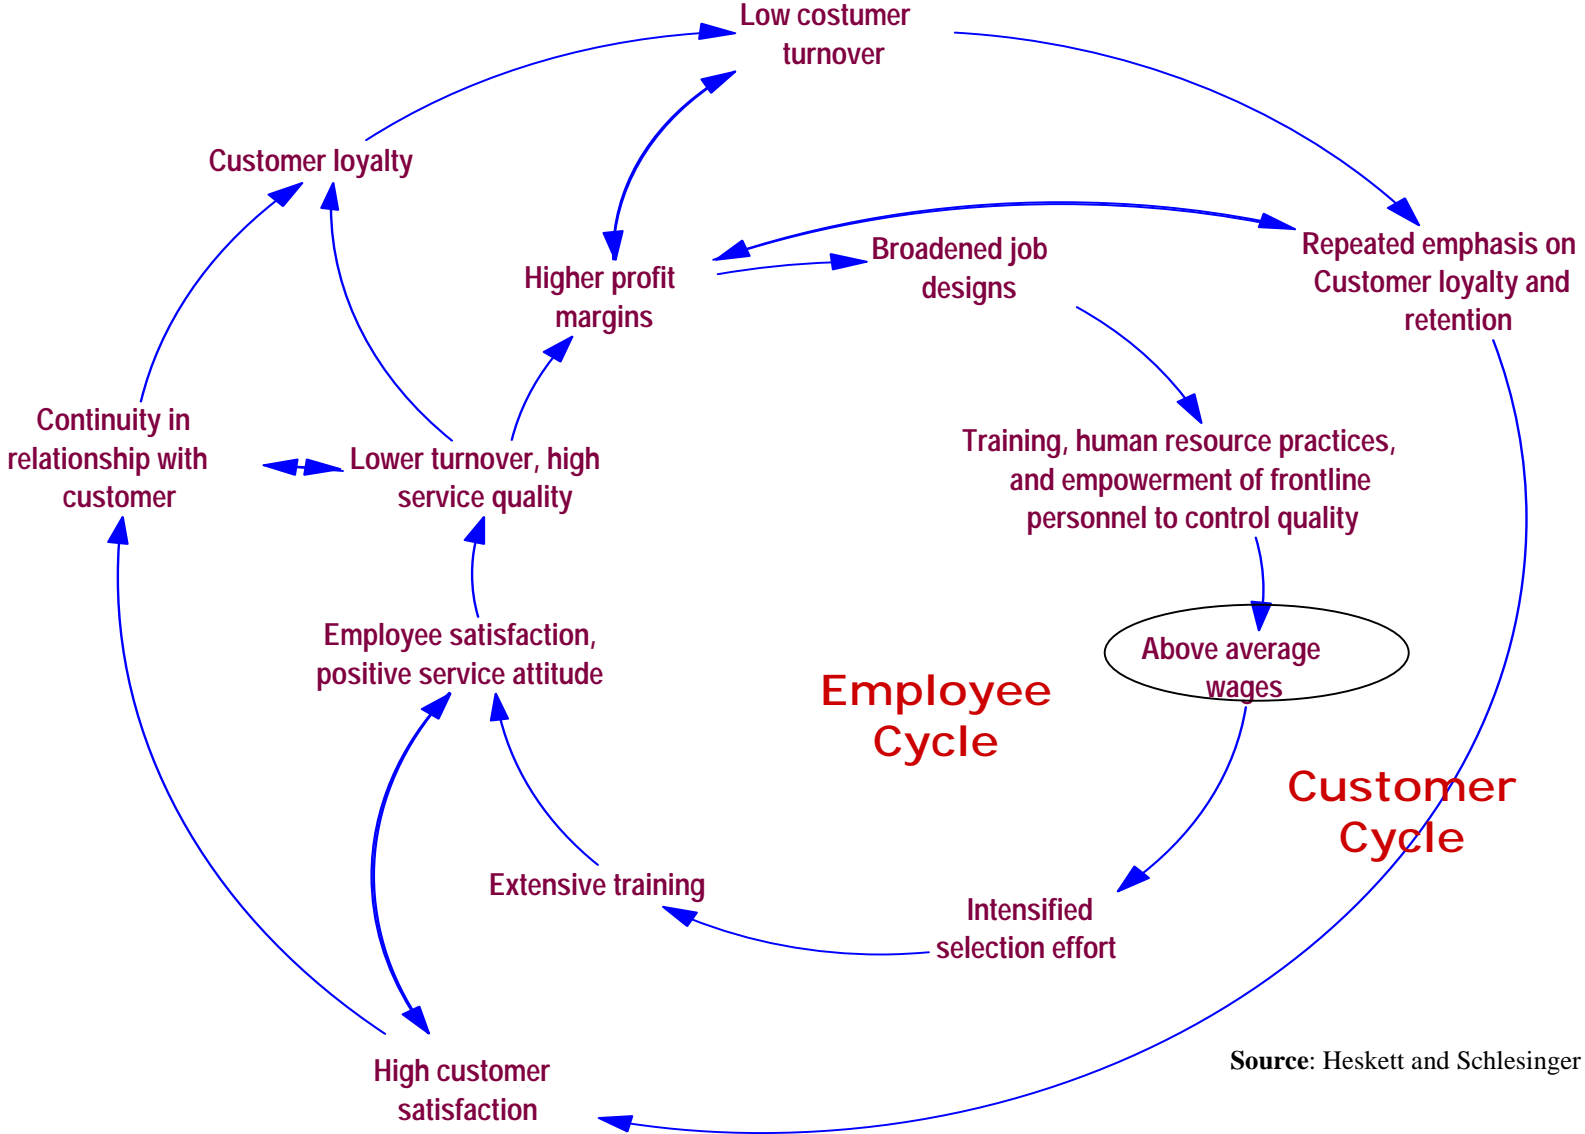 Low costumer
turnover
Customer loyalty
Higher profit
margins
Broadened job
designs
Repeated emphasis on
Customer loyalty and
retention
Continuity in
relationship with
customer
Lower turnover, high
service quality
Training, human resource practices,
and empowerment of frontline
personnel to control quality
Employee satisfaction,
positive service attitude
Above average
wages
Employee
Cycle
Customer
Cycle
Extensive training
Intensified
selection effort
High customer
satisfaction
Source: Heskett and Schlesinger